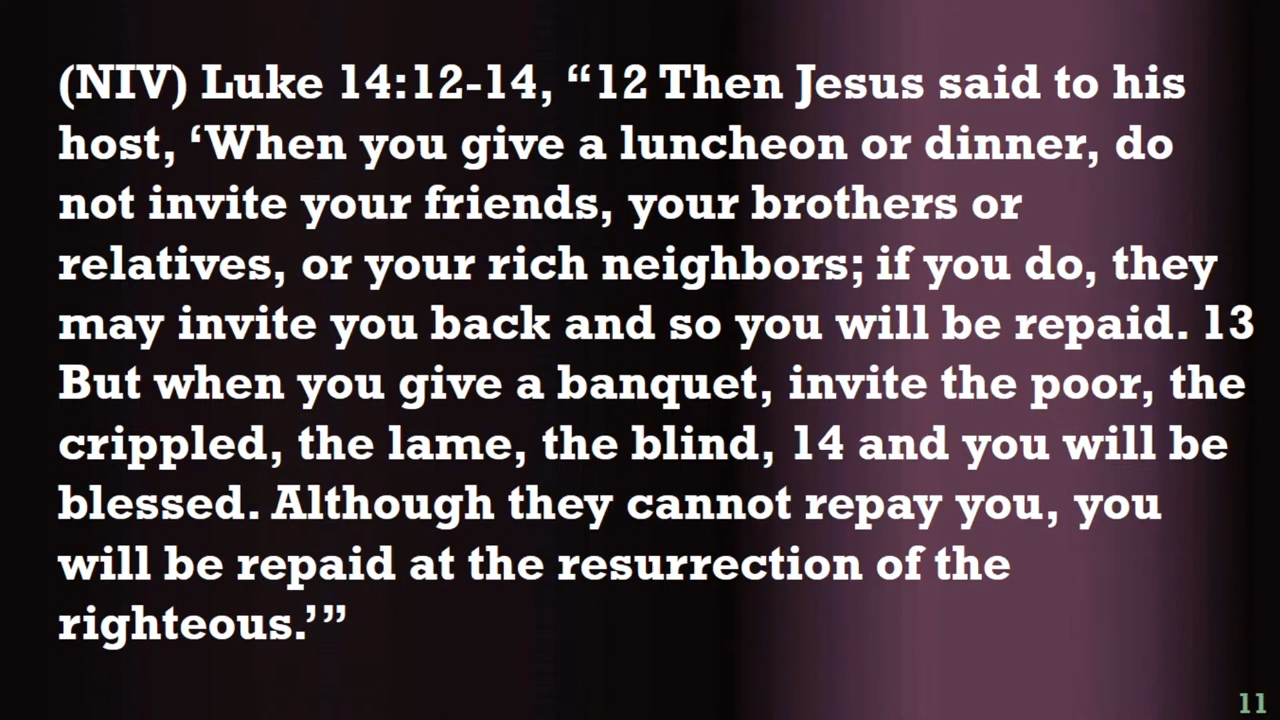 (NIV) Luke 14:12-14, “12 Then Jesus said to his
host, ‘When you give a luncheon or dinner, do
not invite your friends, your brothers or
relatives, or your rich neighbors; if you do, they
may invite you back and so you will be repaid. 13
But when you give a banquet, invite the poor, the
crippled, the lame, the blind, 14 and you will be
blessed. Although they cannot repay you, you
will be repaid at the resurrection of the
righteous.’”
11